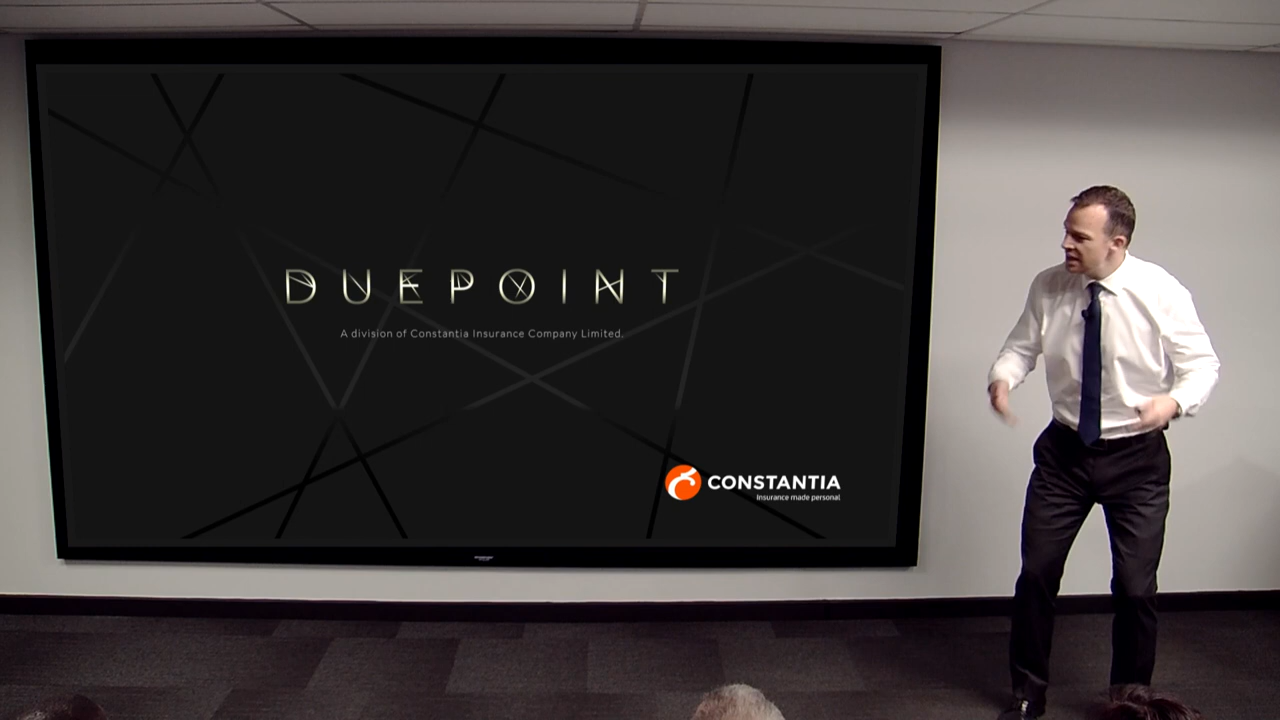 DUEPOINT
A division of Constantia Insurance Company Limited.
CONSTANTIA
Insurance made personal